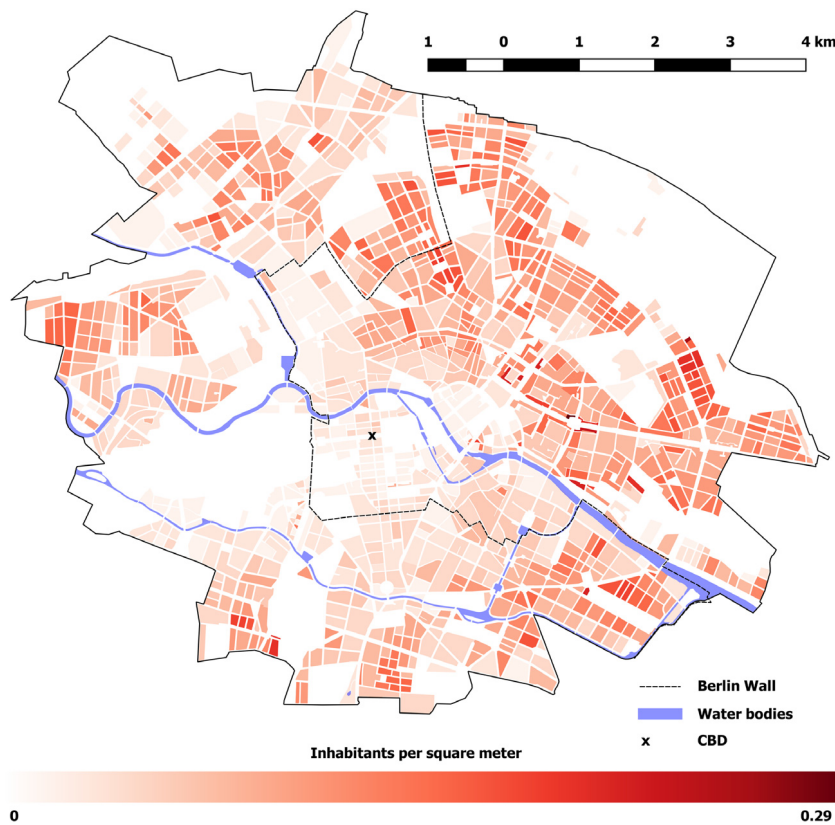 1 0 1 2 3 4 km
x
Berlin Wall
Water bodies
x CBD
Inhabitants per square meter
0 0.29